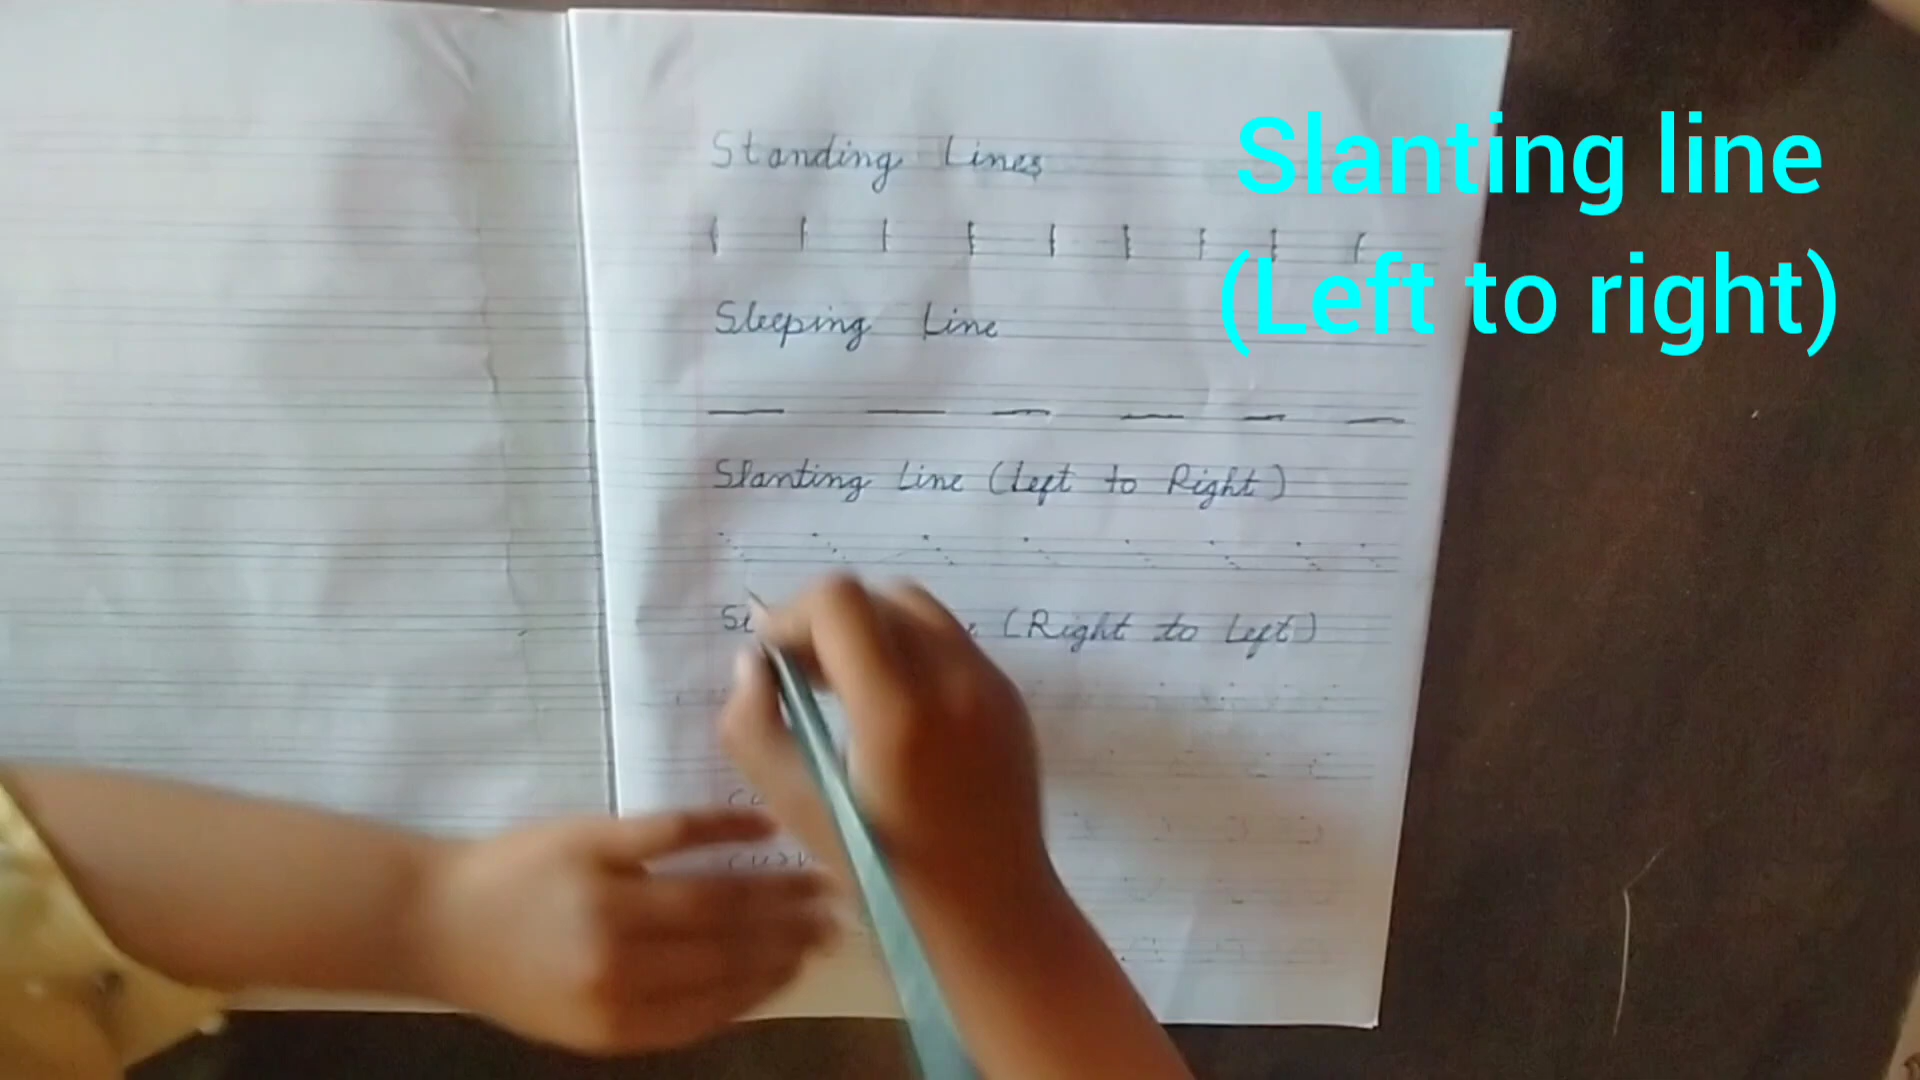 Standing Lines
Sleeping Line
Slanting Line (Left to Right)
(Right to Left)
Slanting line
(Left to right)